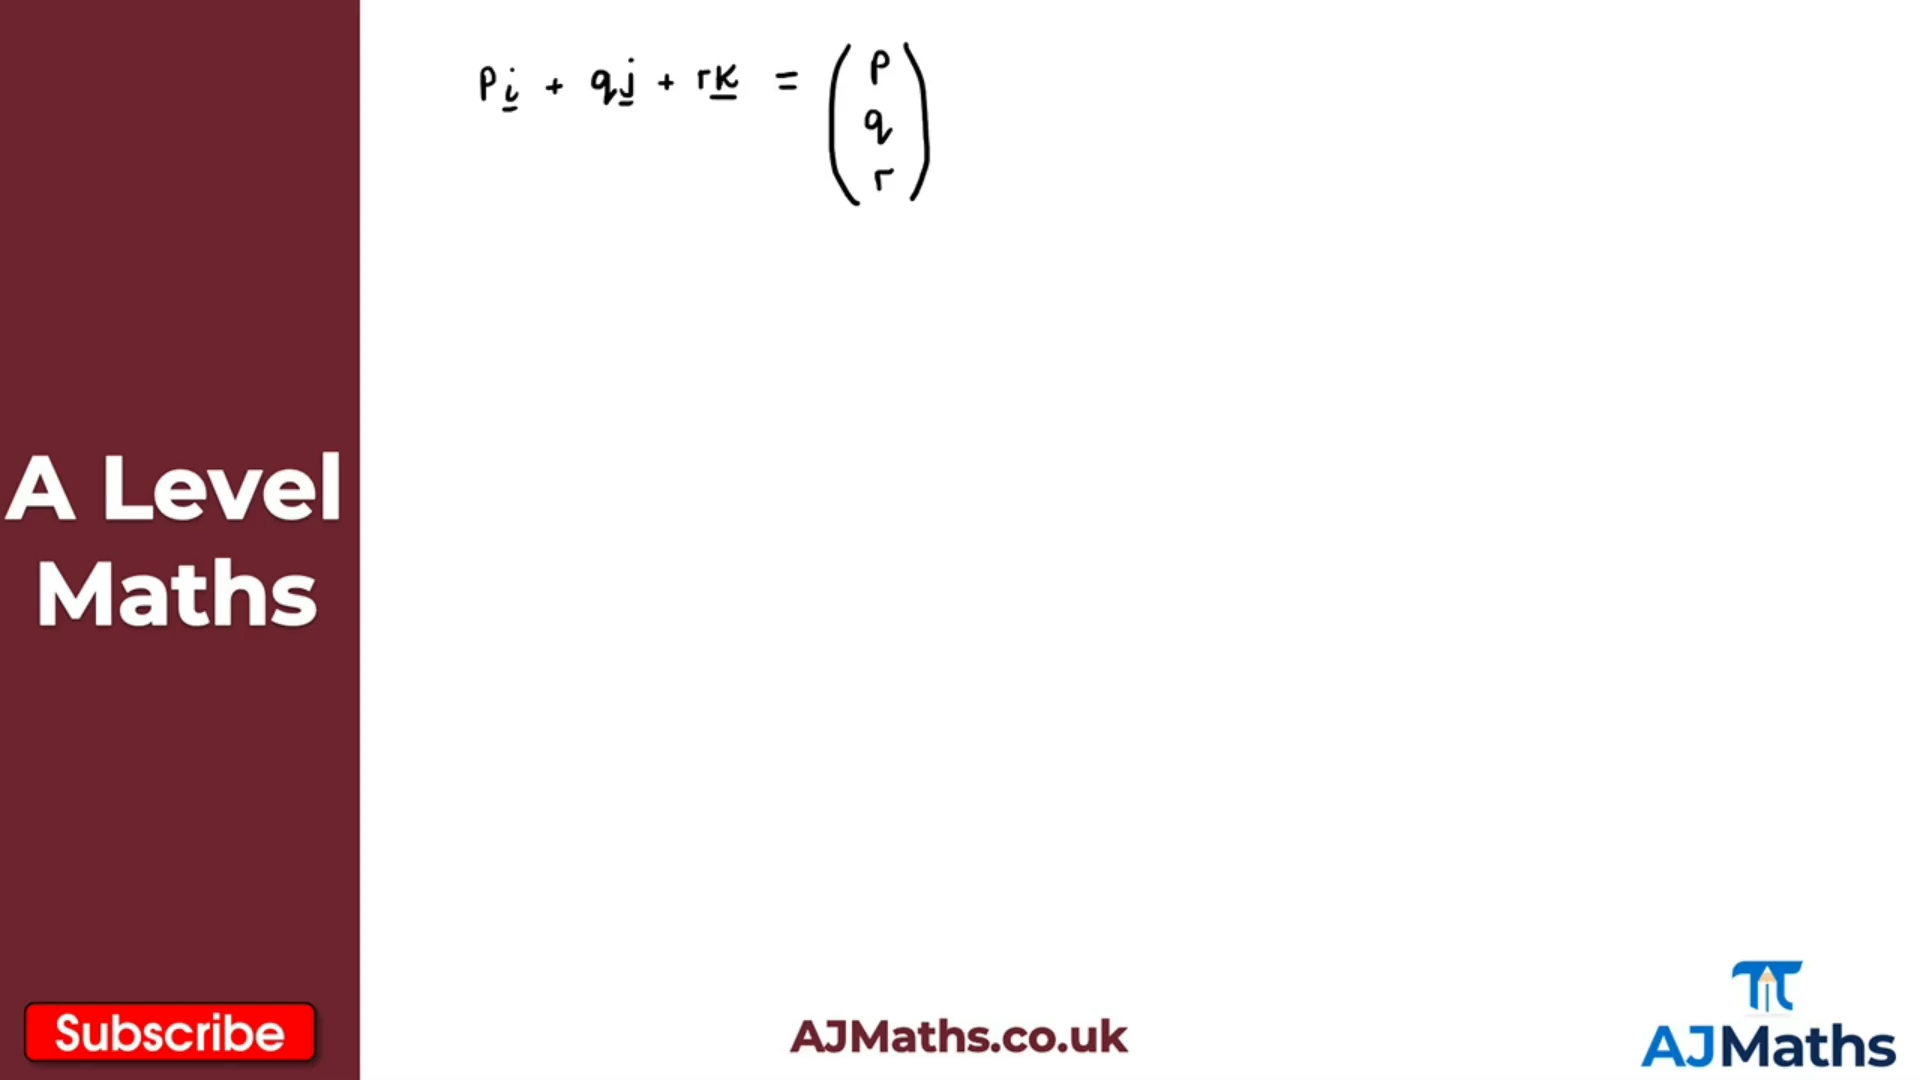 pi + qj + rk = (p
q
r)
A Level
Maths
Subscribe
AJMaths.co.uk
AJMaths